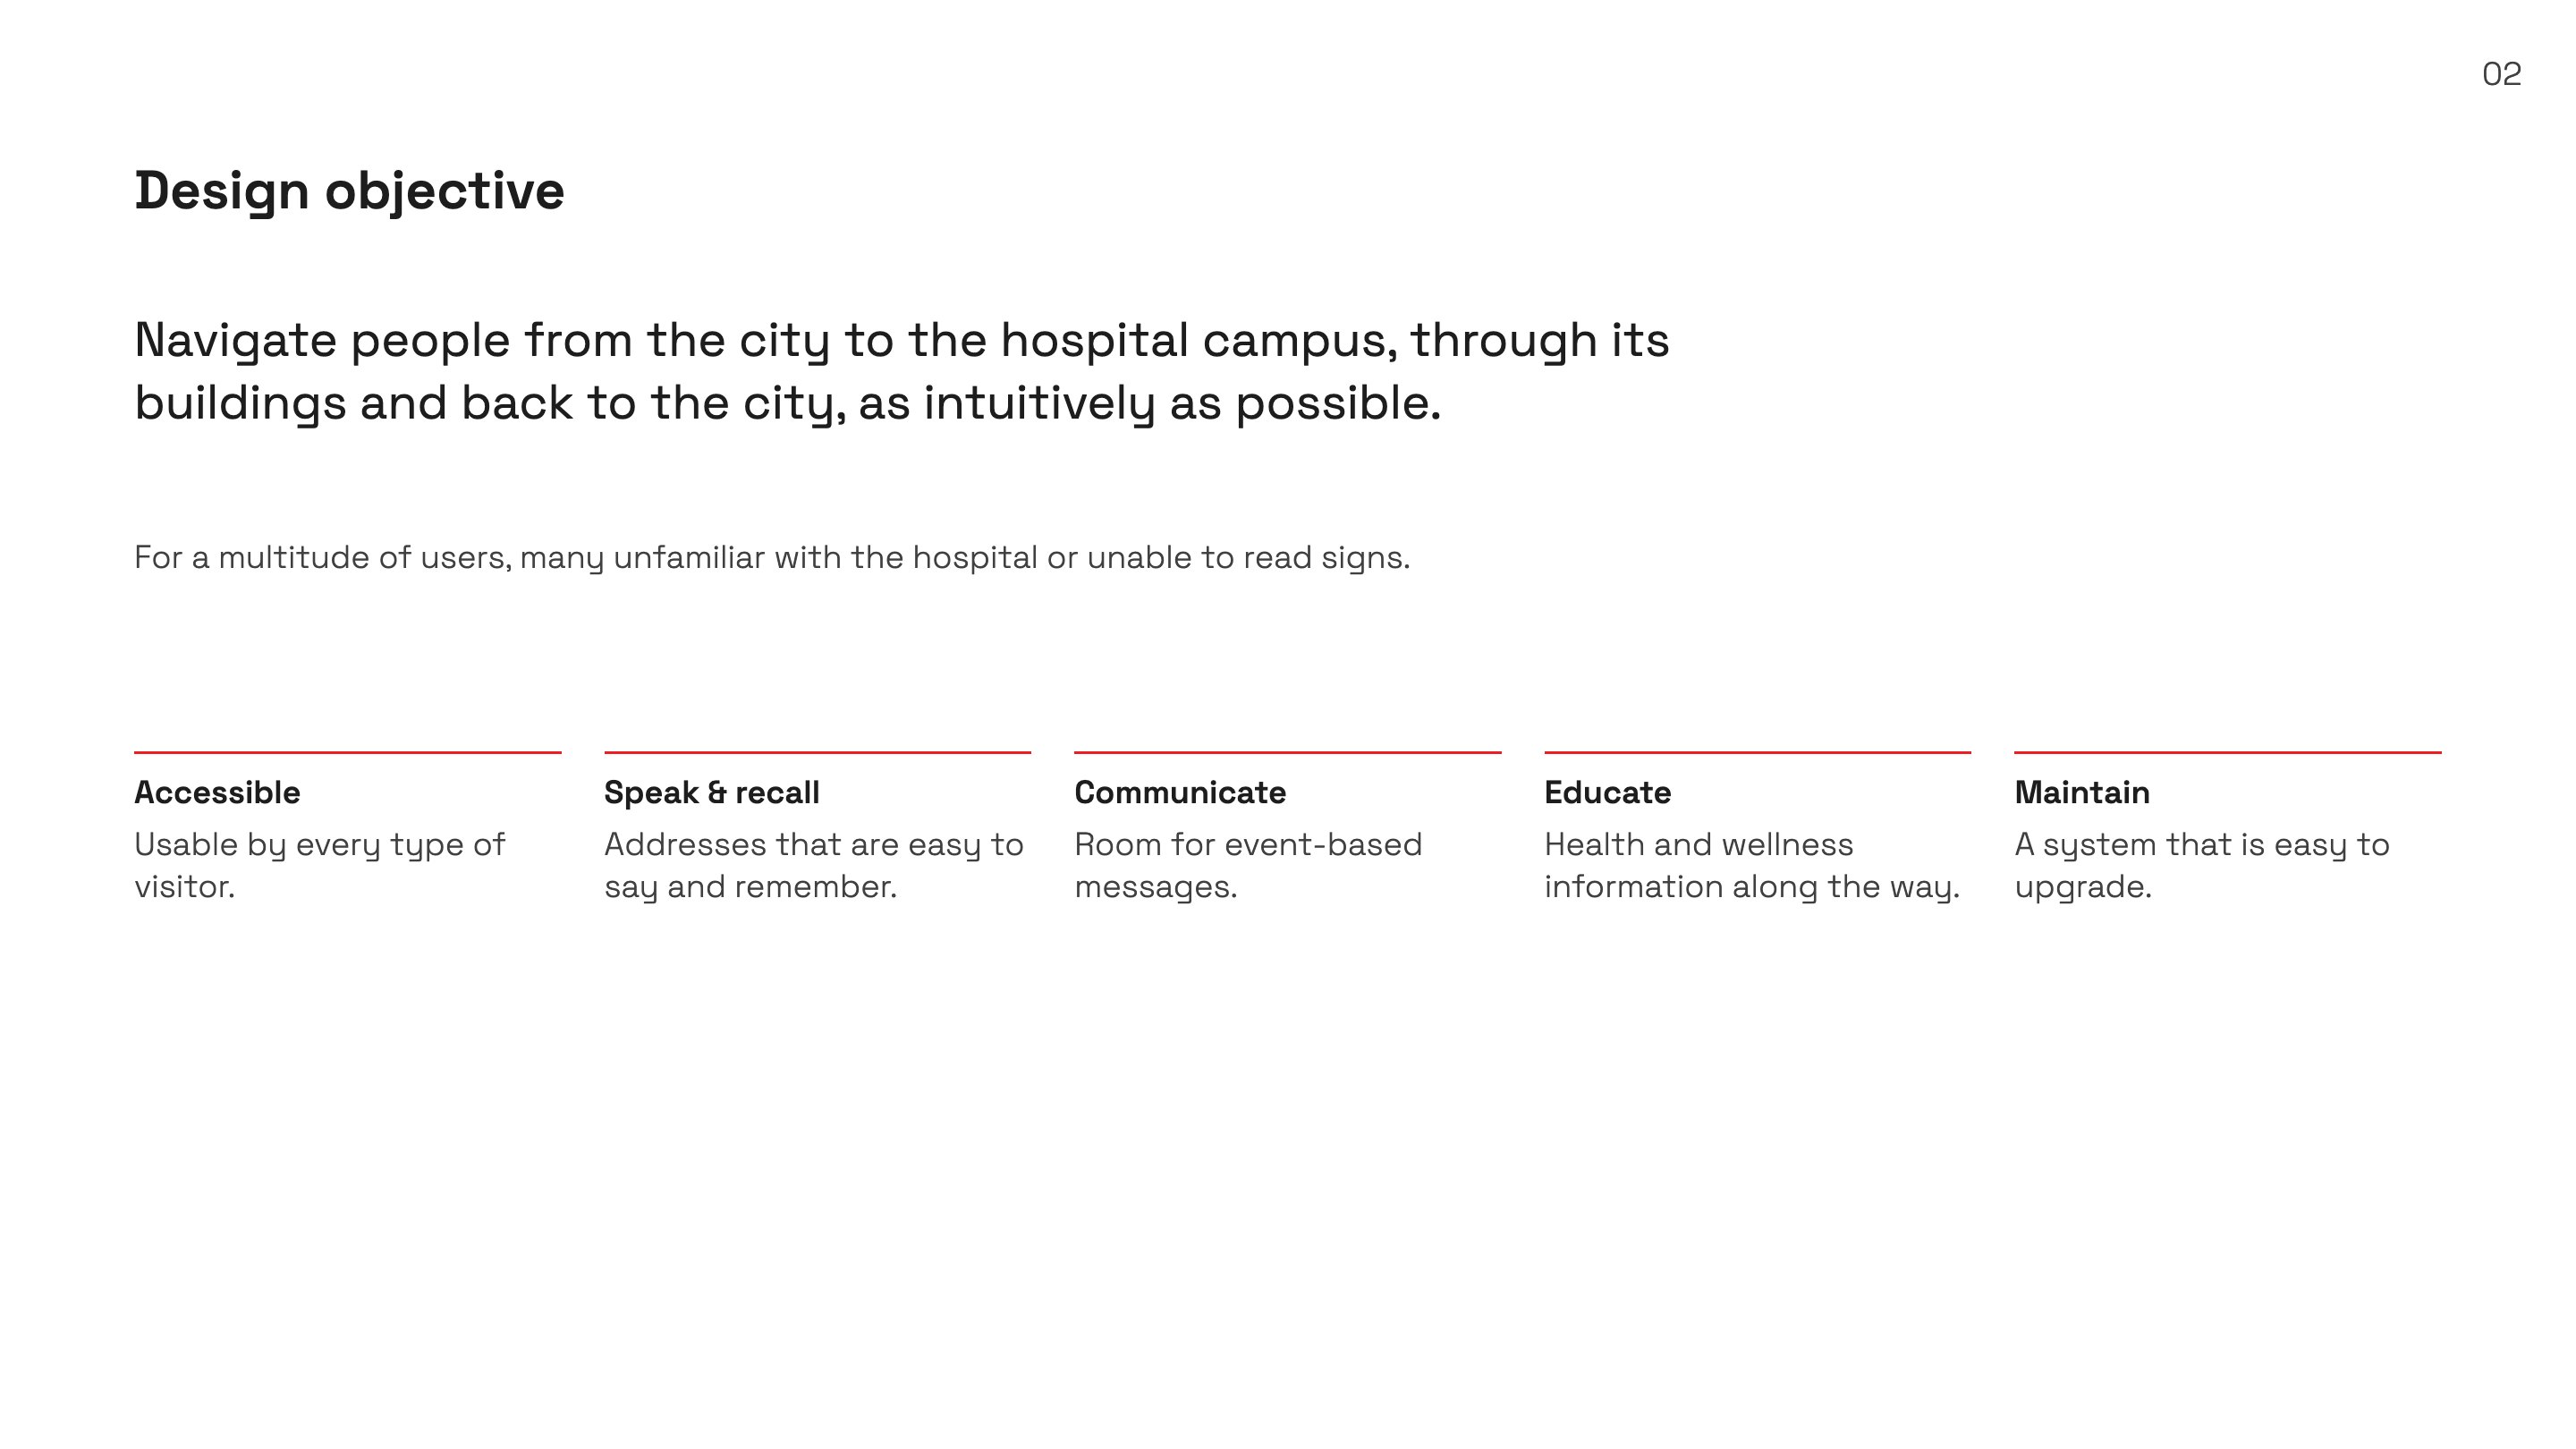 02
Design objective
Navigate people from the city to the hospital campus, through its
buildings and back to the city, as intuitively as possible.
For a multitude of users, many unfamiliar with the hospital or unable to read signs.
Accessible
Usable by every type of
visitor.
Speak & recall
Addresses that are easy to
say and remember.
Communicate
Room for event-based
messages.
Educate
Health and wellness
information along the way.
Maintain
A system that is easy to
upgrade.